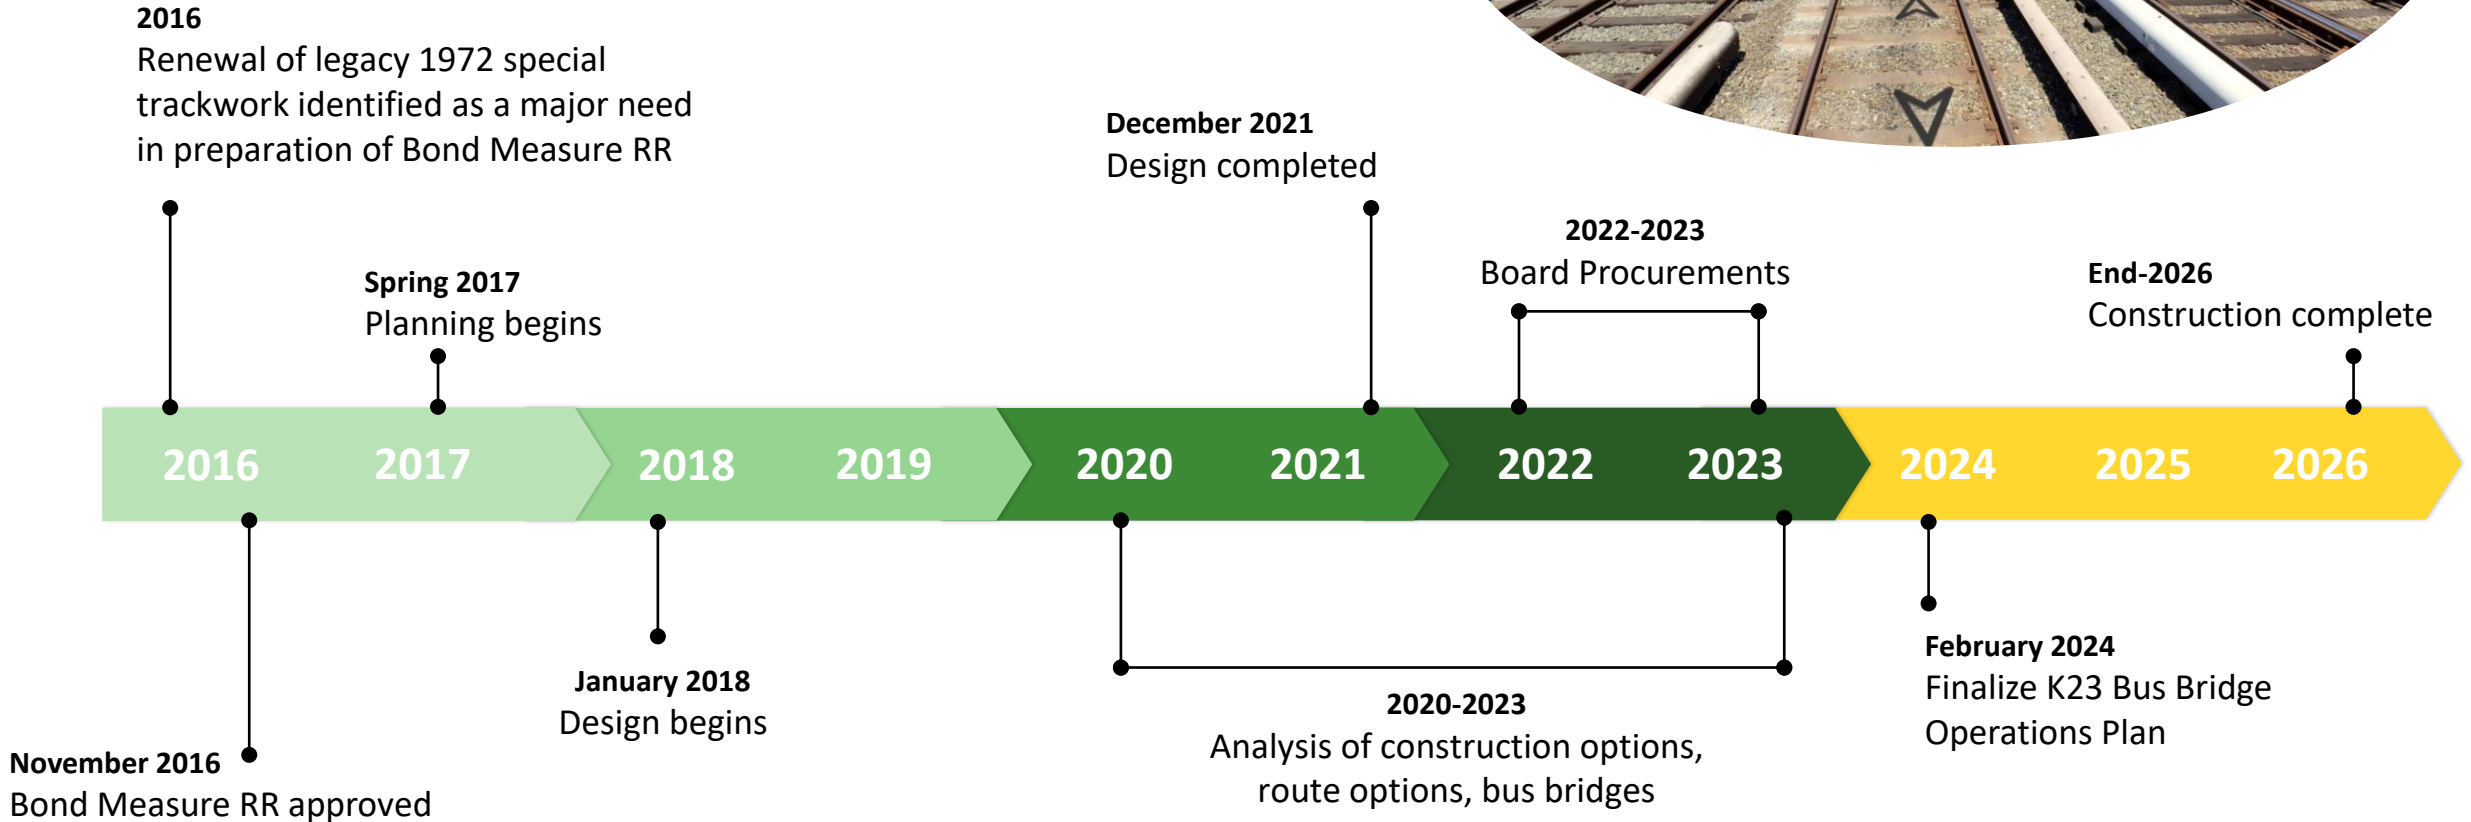 2016
Renewal of legacy 1972 special
trackwork identified as a major need
in preparation of Bond Measure RR
December 2021
Design completed
2022-2023
Board Procurements
Spring 2017
Planning begins
End-2026
Construction complete
2016 2017 2018 2019 2020 2021 2022 2023 2024 2025 2026
February 2024
Finalize K23 Bus Bridge
Operations Plan
January 2018
Design begins
2020-2023
Analysis of construction options,
route options, bus bridges
November 2016
Bond Measure RR approved